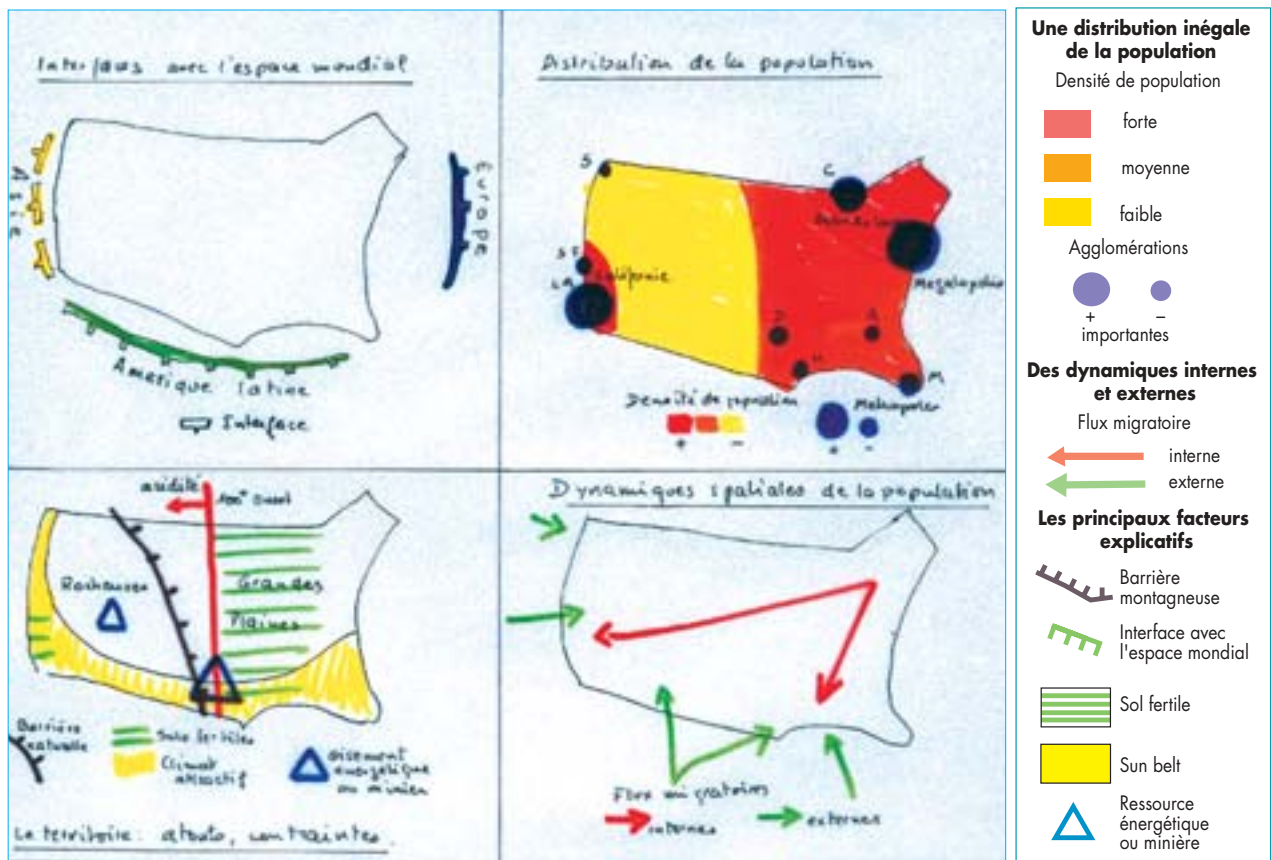 Interfaces avec l'espace mondial
Asie
Europe
Amérique latine
Interface
Distribution de la population
S
C
SF
LA
Californie
Megalopolis
D
A
H
M
Densité de population
+
-
Métropoles
+
-
aridité
100° Ouest
Rocheuses
Grandes
Plaines
Barrière
naturelle
Sols fertiles
Climat
attractif
Gisement
énergétique
ou minier
Le territoire : atouts, contraintes.
Dynamiques spatiales de la population
Flux migratoires
internes
externes
Une distribution inégale
de la population
Densité de population
forte
moyenne
faible
Agglomérations
+
–
importantes
Des dynamiques internes
et externes
Flux migratoire
interne
externe
Les principaux facteurs
explicatifs
Barrière
montagneuse
Interface avec
l'espace mondial
Sol fertile
Sun belt
Ressource
énergétique
ou minière